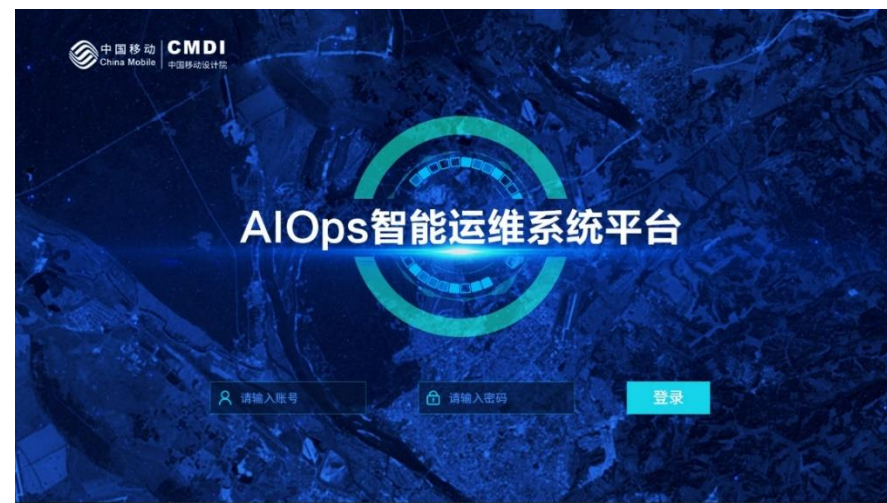 中国移动
China Mobile
CMDI
中国移动设计院
AIOps智能运维系统平台
请输入账号
请输入密码
登录